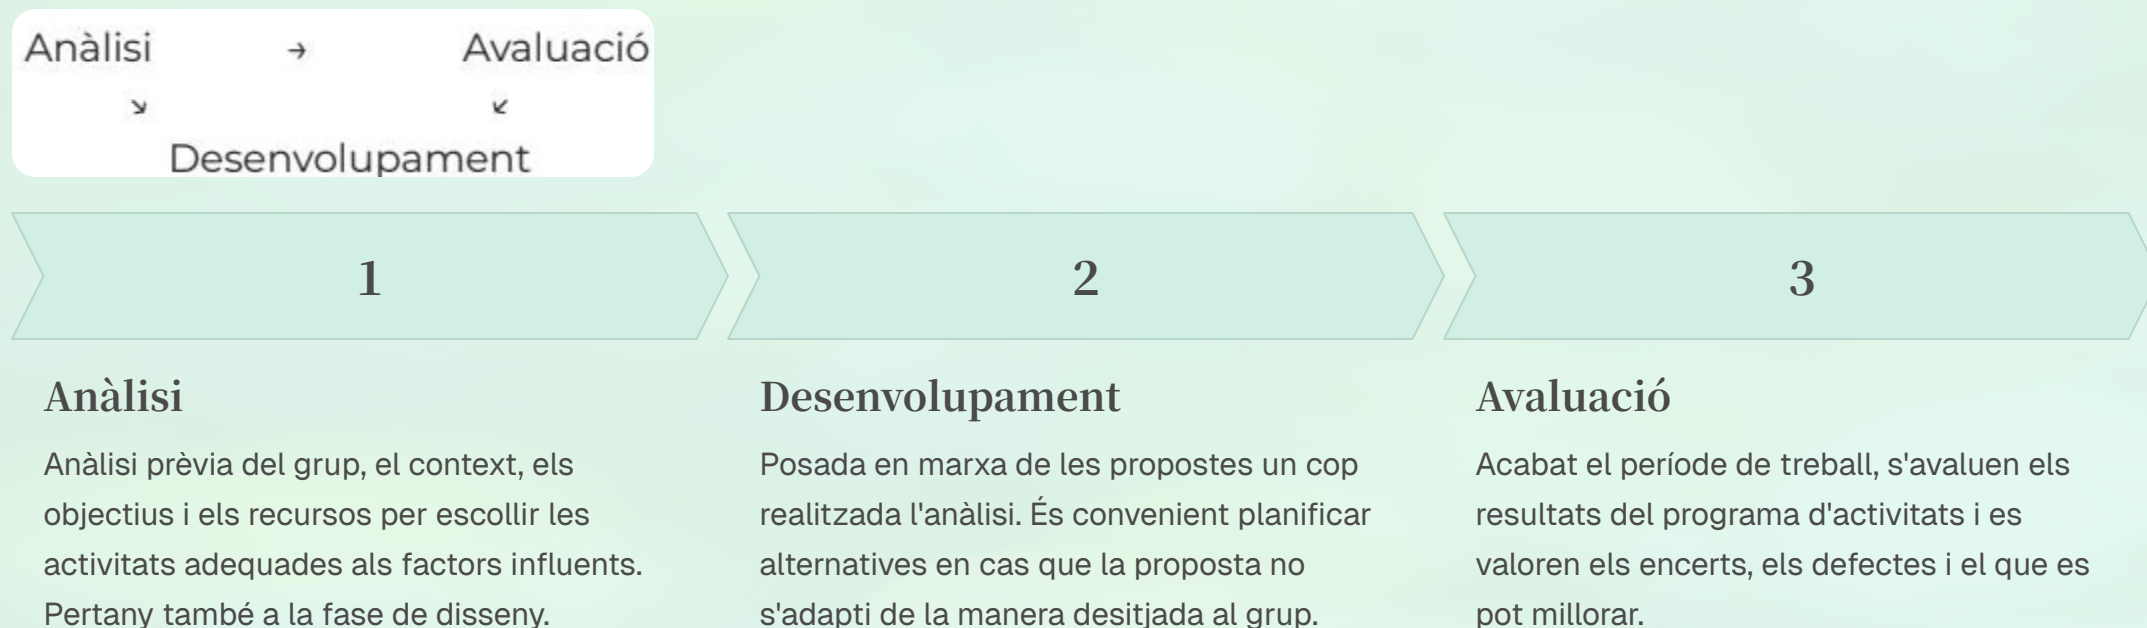 Anàlisi → Avaluació
↘ ↙
Desenvolupament
1
Anàlisi
Anàlisi prèvia del grup, el context, els
objectius i els recursos per escollir les
activitats adequades als factors influents.
Pertany també a la fase de disseny.
2
Desenvolupament
Posada en marxa de les propostes un cop
realitzada l'anàlisi. És convenient planificar
alternatives en cas que la proposta no
s'adapti de la manera desitjada al grup.
3
Avaluació
Acabat el període de treball, s'avaluen els
resultats del programa d'activitats i es
valoren els encerts, els defectes i el que es
pot millorar.